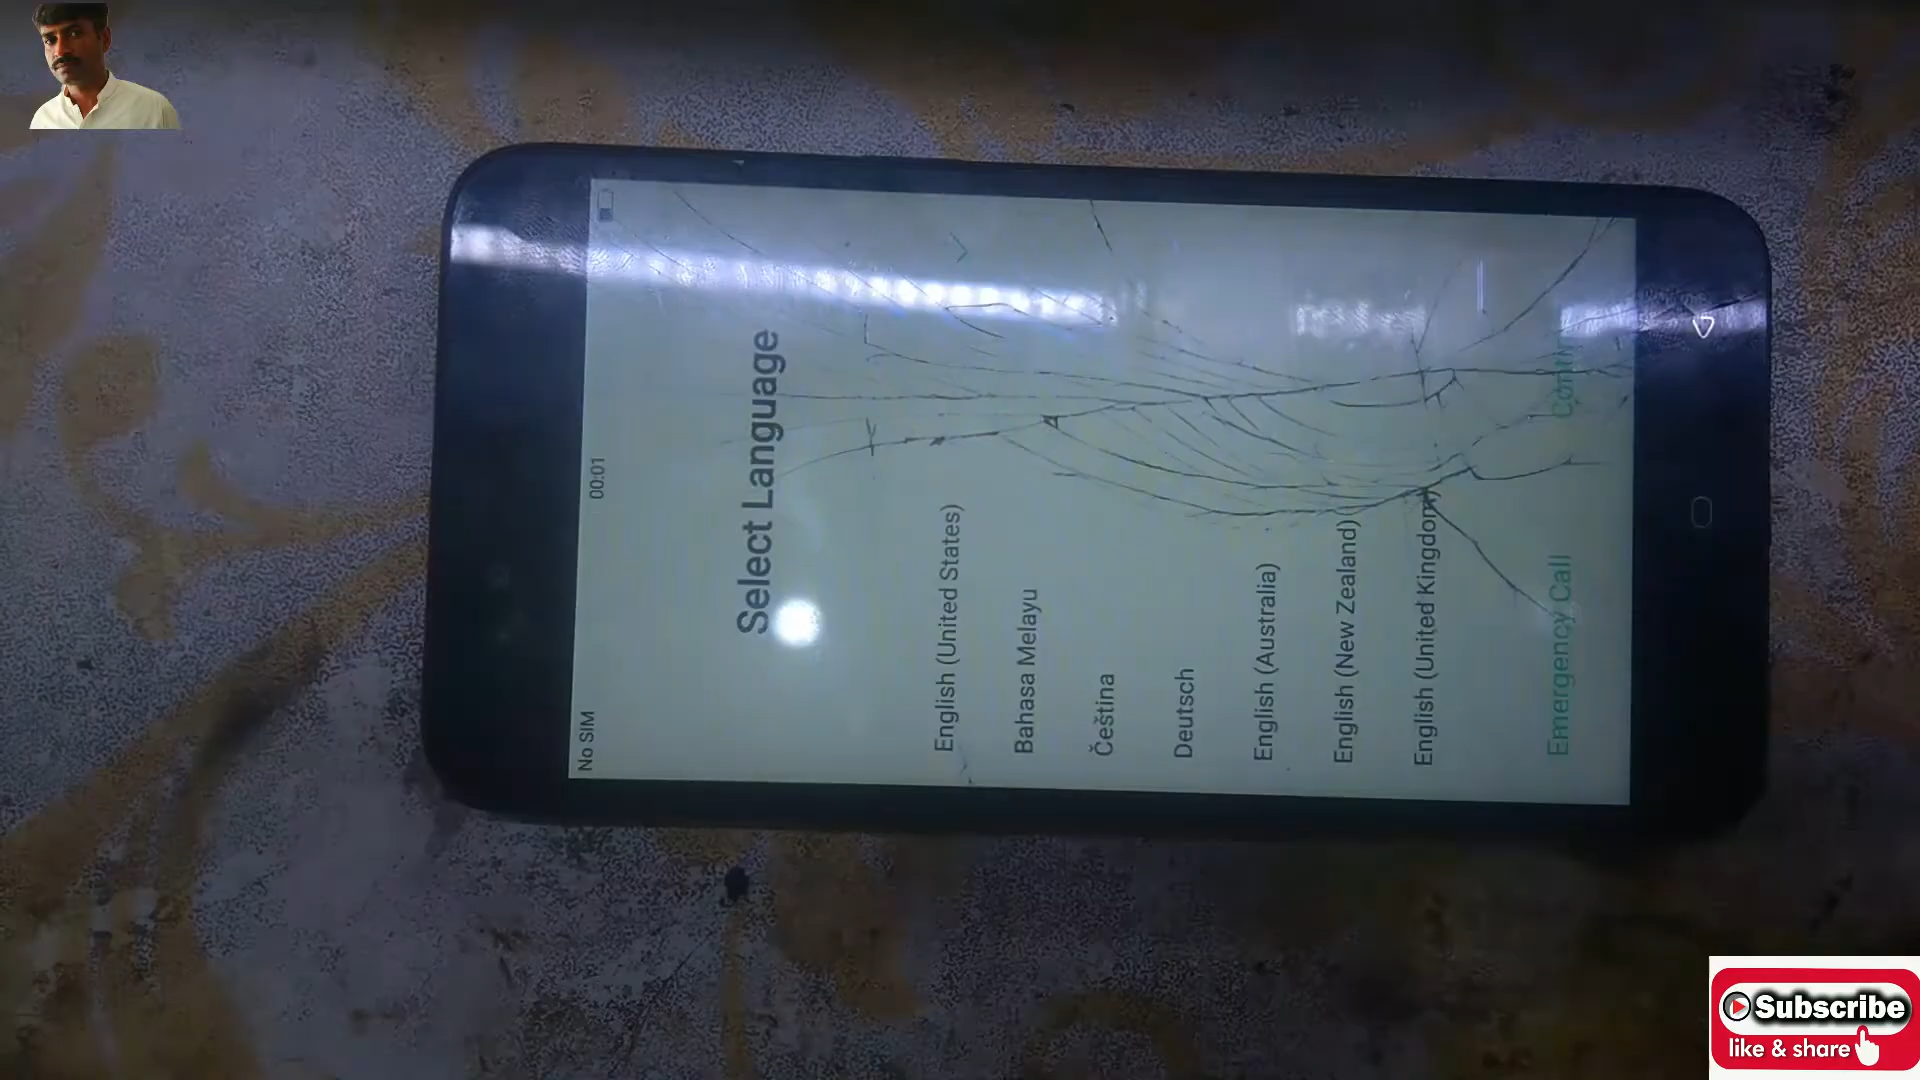 No SIM
00:01
Select Language
English (United States)
Bahasa Melayu
Čeština
Deutsch
English (Australia)
English (New Zealand)
English (United Kingdom)
Emergency Call
Subscribe
like & share